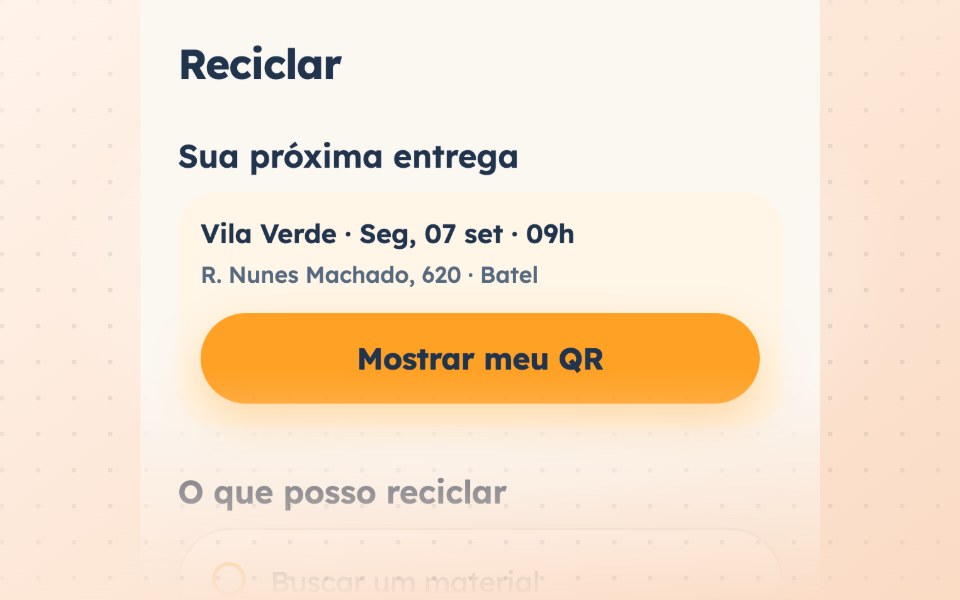 Reciclar
Sua próxima entrega
Vila Verde · Seg, 07 set · 09h
R. Nunes Machado, 620 · Batel
Mostrar meu QR
O que posso reciclar
Buscar um material